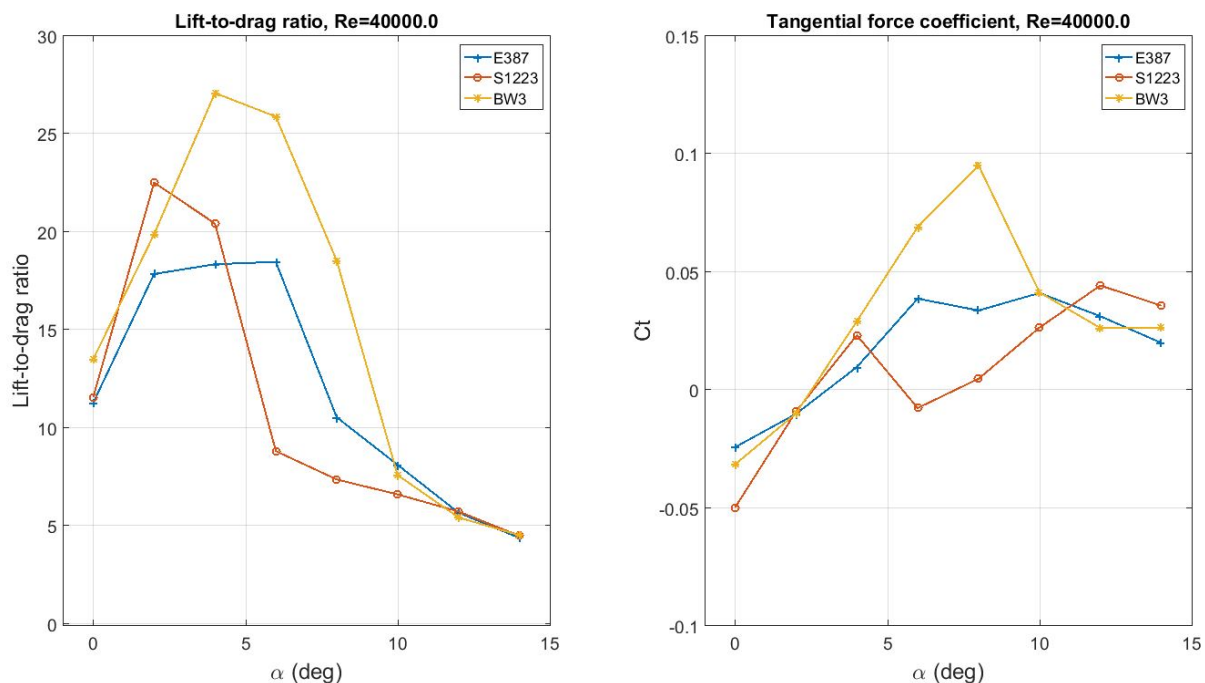 Lift-to-drag ratio, Re=40000.0
30
25
20
15
10
5
0
0
5
10
15
Lift-to-drag ratio
α (deg)
E387
S1223
BW3
Tangential force coefficient, Re=40000.0
0.15
0.1
0.05
0
-0.05
-0.1
0
5
10
15
Ct
α (deg)
E387
S1223
BW3